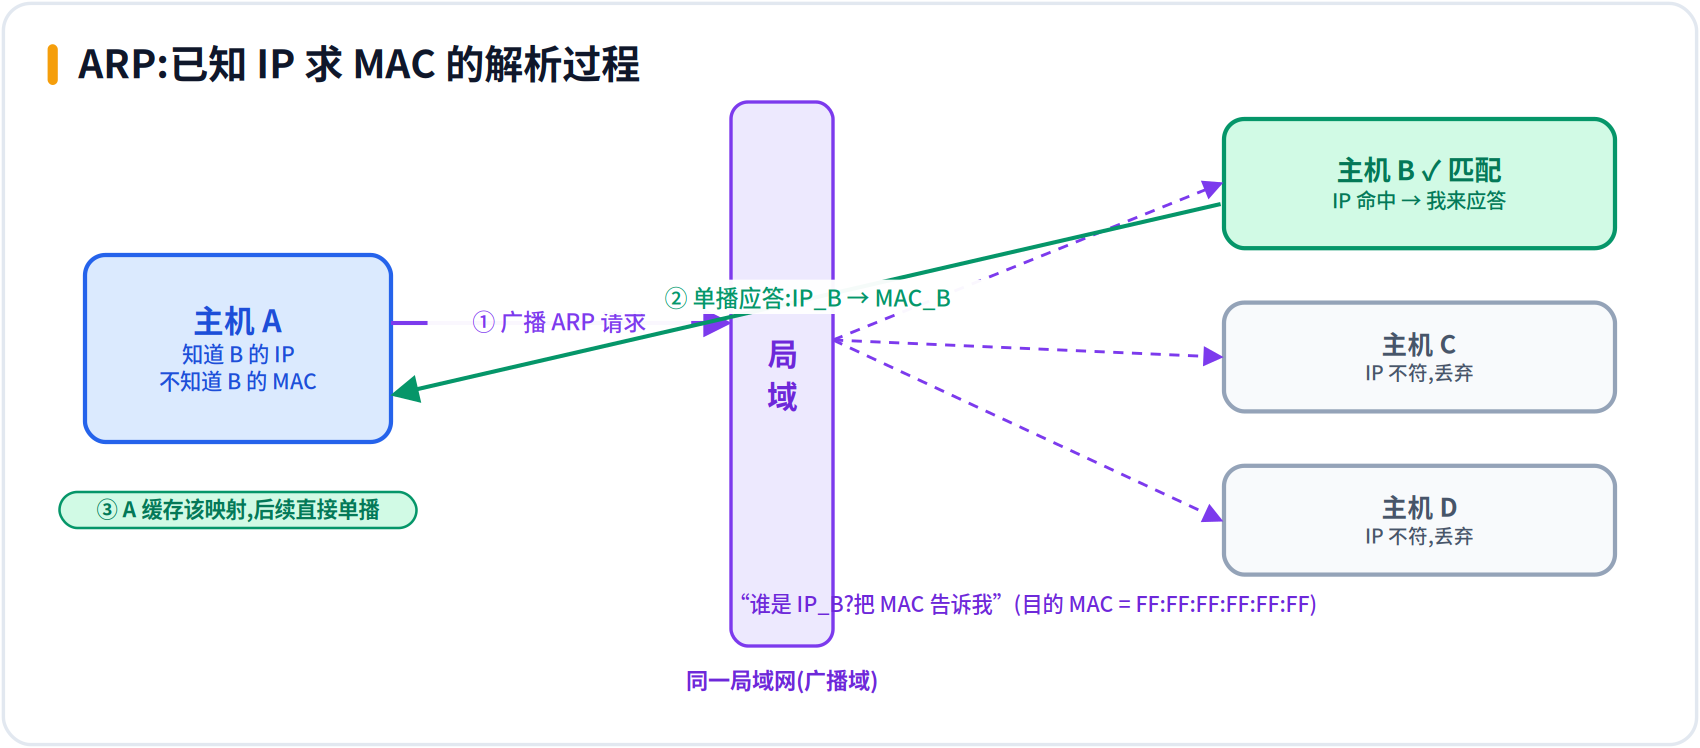 ARP:已知 IP 求 MAC 的解析过程
主机 A
知道 B 的 IP
不知道 B 的 MAC
① 广播 ARP 请求
② 单播应答:IP_B → MAC_B
③ A 缓存该映射,后续直接单播
局
域
主机 B ✓ 匹配
IP 命中 → 我来应答
主机 C
IP 不符,丢弃
主机 D
IP 不符,丢弃
“谁是 IP_B?把 MAC 告诉我”(目的 MAC = FF:FF:FF:FF:FF:FF)
同一局域网(广播域)